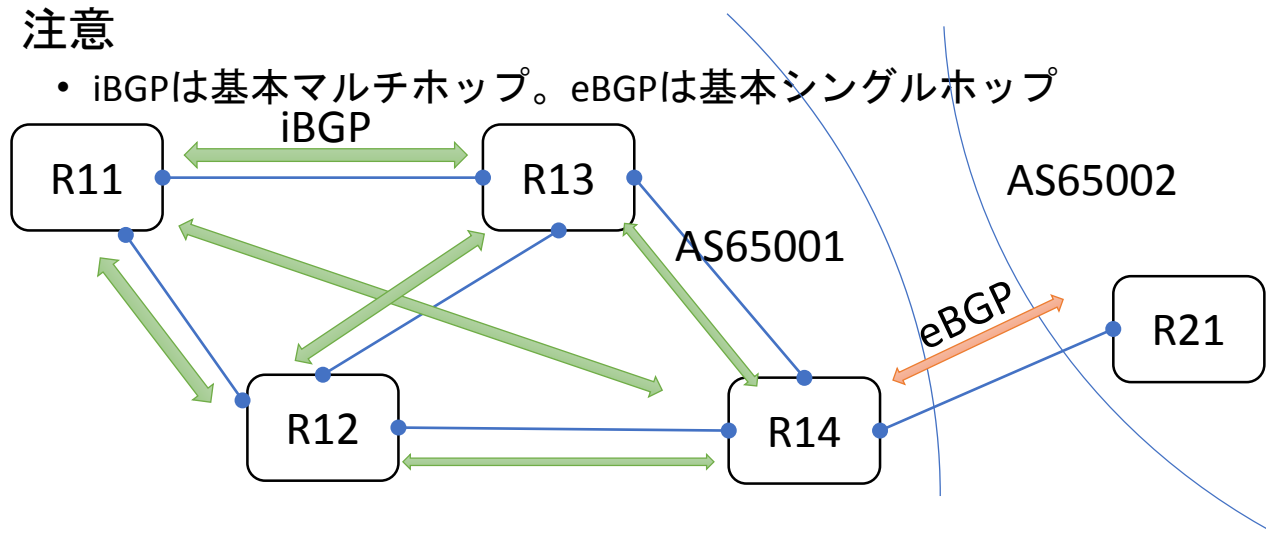 注意
• iBGPは基本マルチホップ。eBGPは基本シングルホップ
iBGP
R11
R13
AS65002
AS65001
eBGP
R21
R12
R14